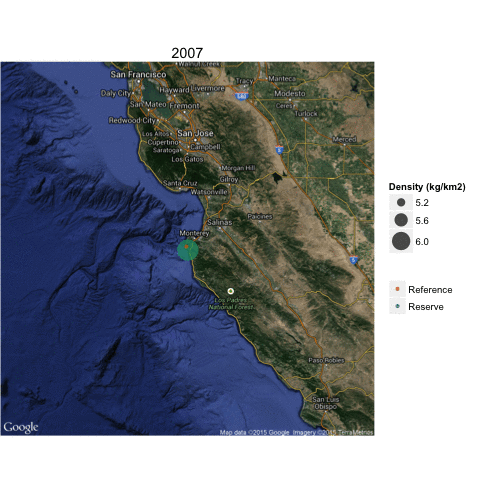 2007
Walnut Creek
San Francisco
Daly City
Hayward
Livermore
Tracy
Manteca
San Mateo
Fremont
580
Modesto
Ceres
Redwood City
Turlock
Los Altos
San Jose
Cupertino
Campbell
Merced
Saratoga
Los Gatos
5
Morgan Hill
Santa Cruz
Gilroy
Watsonville
Salinas
Paicines
Monterey
5
Los Padres
National Forest
Paso Robles
San Luis
Obispo
Google
Map data ©2015 Google Imagery ©2015 TerraMetrics
Density (kg/km2)
5.2
5.6
6.0
Reference
Reserve